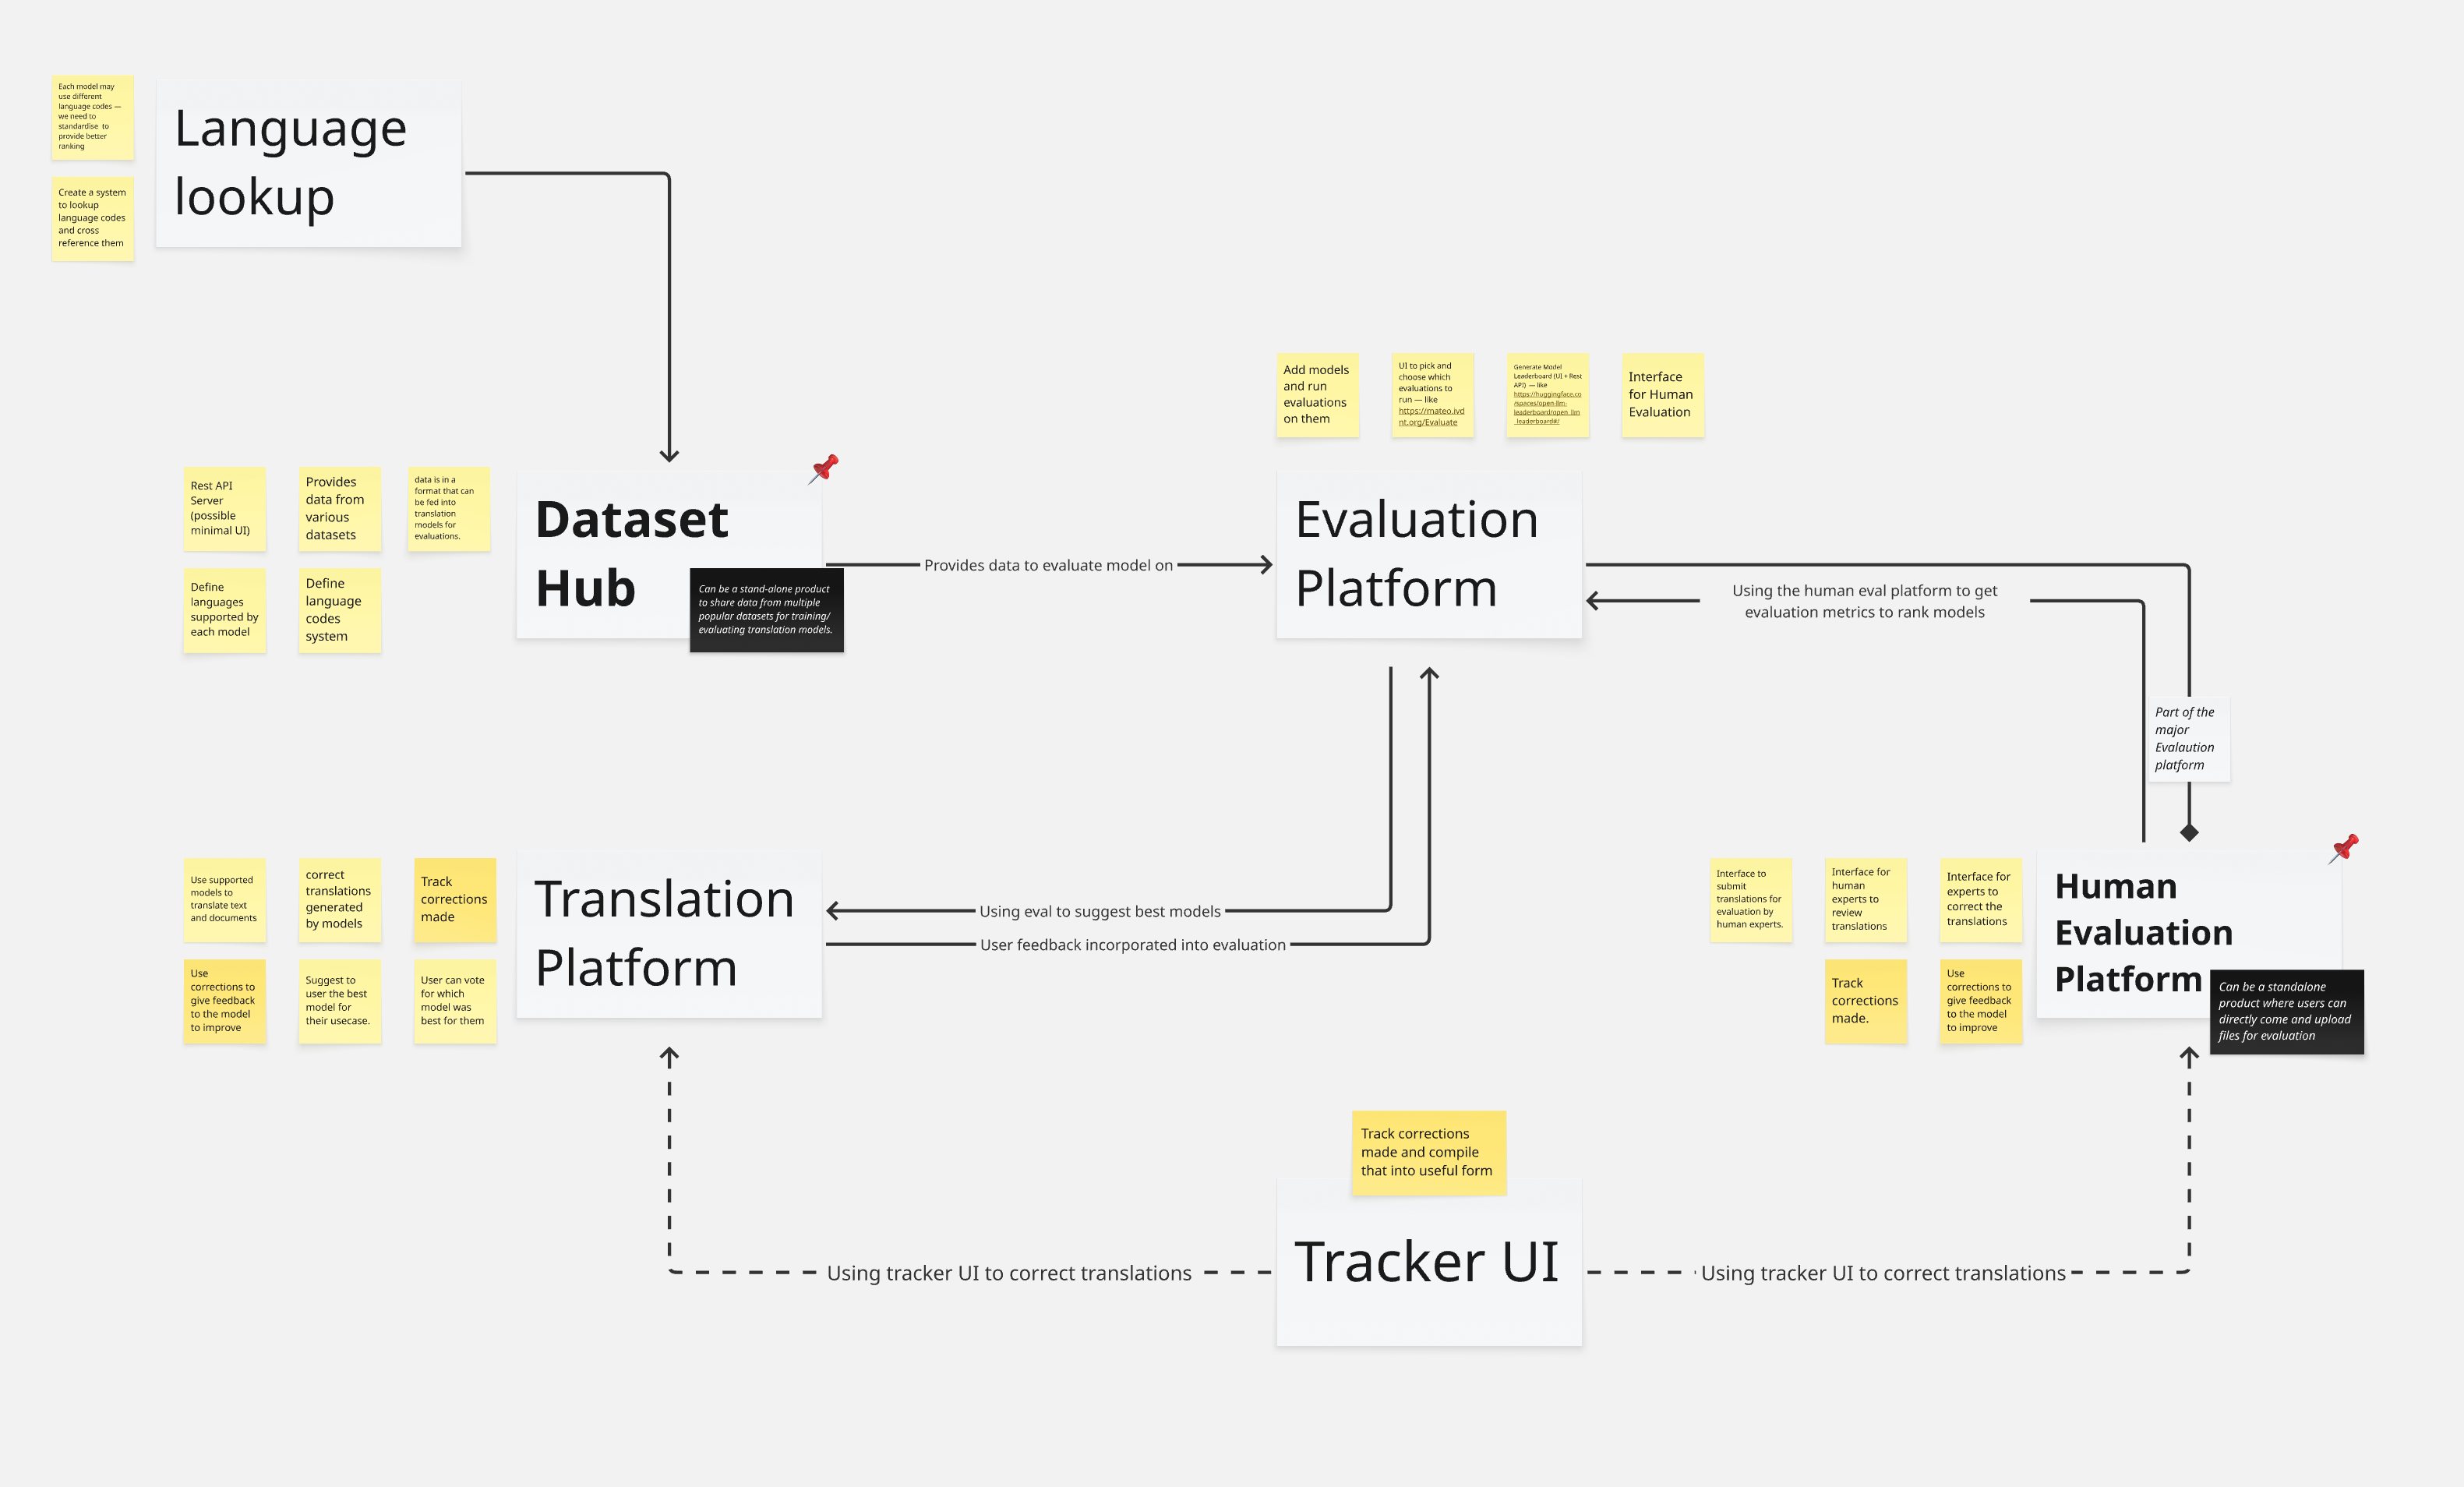 Each model may
use different
language codes —
we need to
standardise to
provide better
ranking
Create a system
to lookup
language codes
and cross
reference them
Language
lookup
Add models
and run
evaluations
on them
UI to pick and
choose which
evaluations to
run — like
https://mateo.ivd
nt.org/Evaluate
Generate Model
Leaderboard (UI + Rest
API) — like
https://huggingface.co
/spaces/open-llm-
leaderboard/open_llm
_leaderboard#/
Interface
for Human
Evaluation
Rest API
Server
(possible
minimal UI)
Provides
data from
various
datasets
data is in a
format that can
be fed into
translation
models for
evaluations.
Define
languages
supported by
each model
Define
language
codes
system
Dataset
Hub
Can be a stand-alone product
to share data from multiple
popular datasets for training/
evaluating translation models.
Provides data to evaluate model on
Evaluation
Platform
Using the human eval platform to get
evaluation metrics to rank models
Part of the
major
Evalaution
platform
Use supported
models to
translate text
and documents
correct
translations
generated
by models
Track
corrections
made
Use
corrections to
give feedback
to the model
to improve
Suggest to
user the best
model for
their usecase.
User can vote
for which
model was
best for them
Translation
Platform
Using eval to suggest best models
User feedback incorporated into evaluation
Interface to
submit
translations for
evaluation by
human experts.
Interface for
human
experts to
review
translations
Interface for
experts to
correct the
translations
Track
corrections
made.
Use
corrections to
give feedback
to the model
to improve
Human
Evaluation
Platform
Can be a standalone
product where users can
directly come and upload
files for evaluation
Track corrections
made and compile
that into useful form
Tracker UI
Using tracker UI to correct translations
Using tracker UI to correct translations